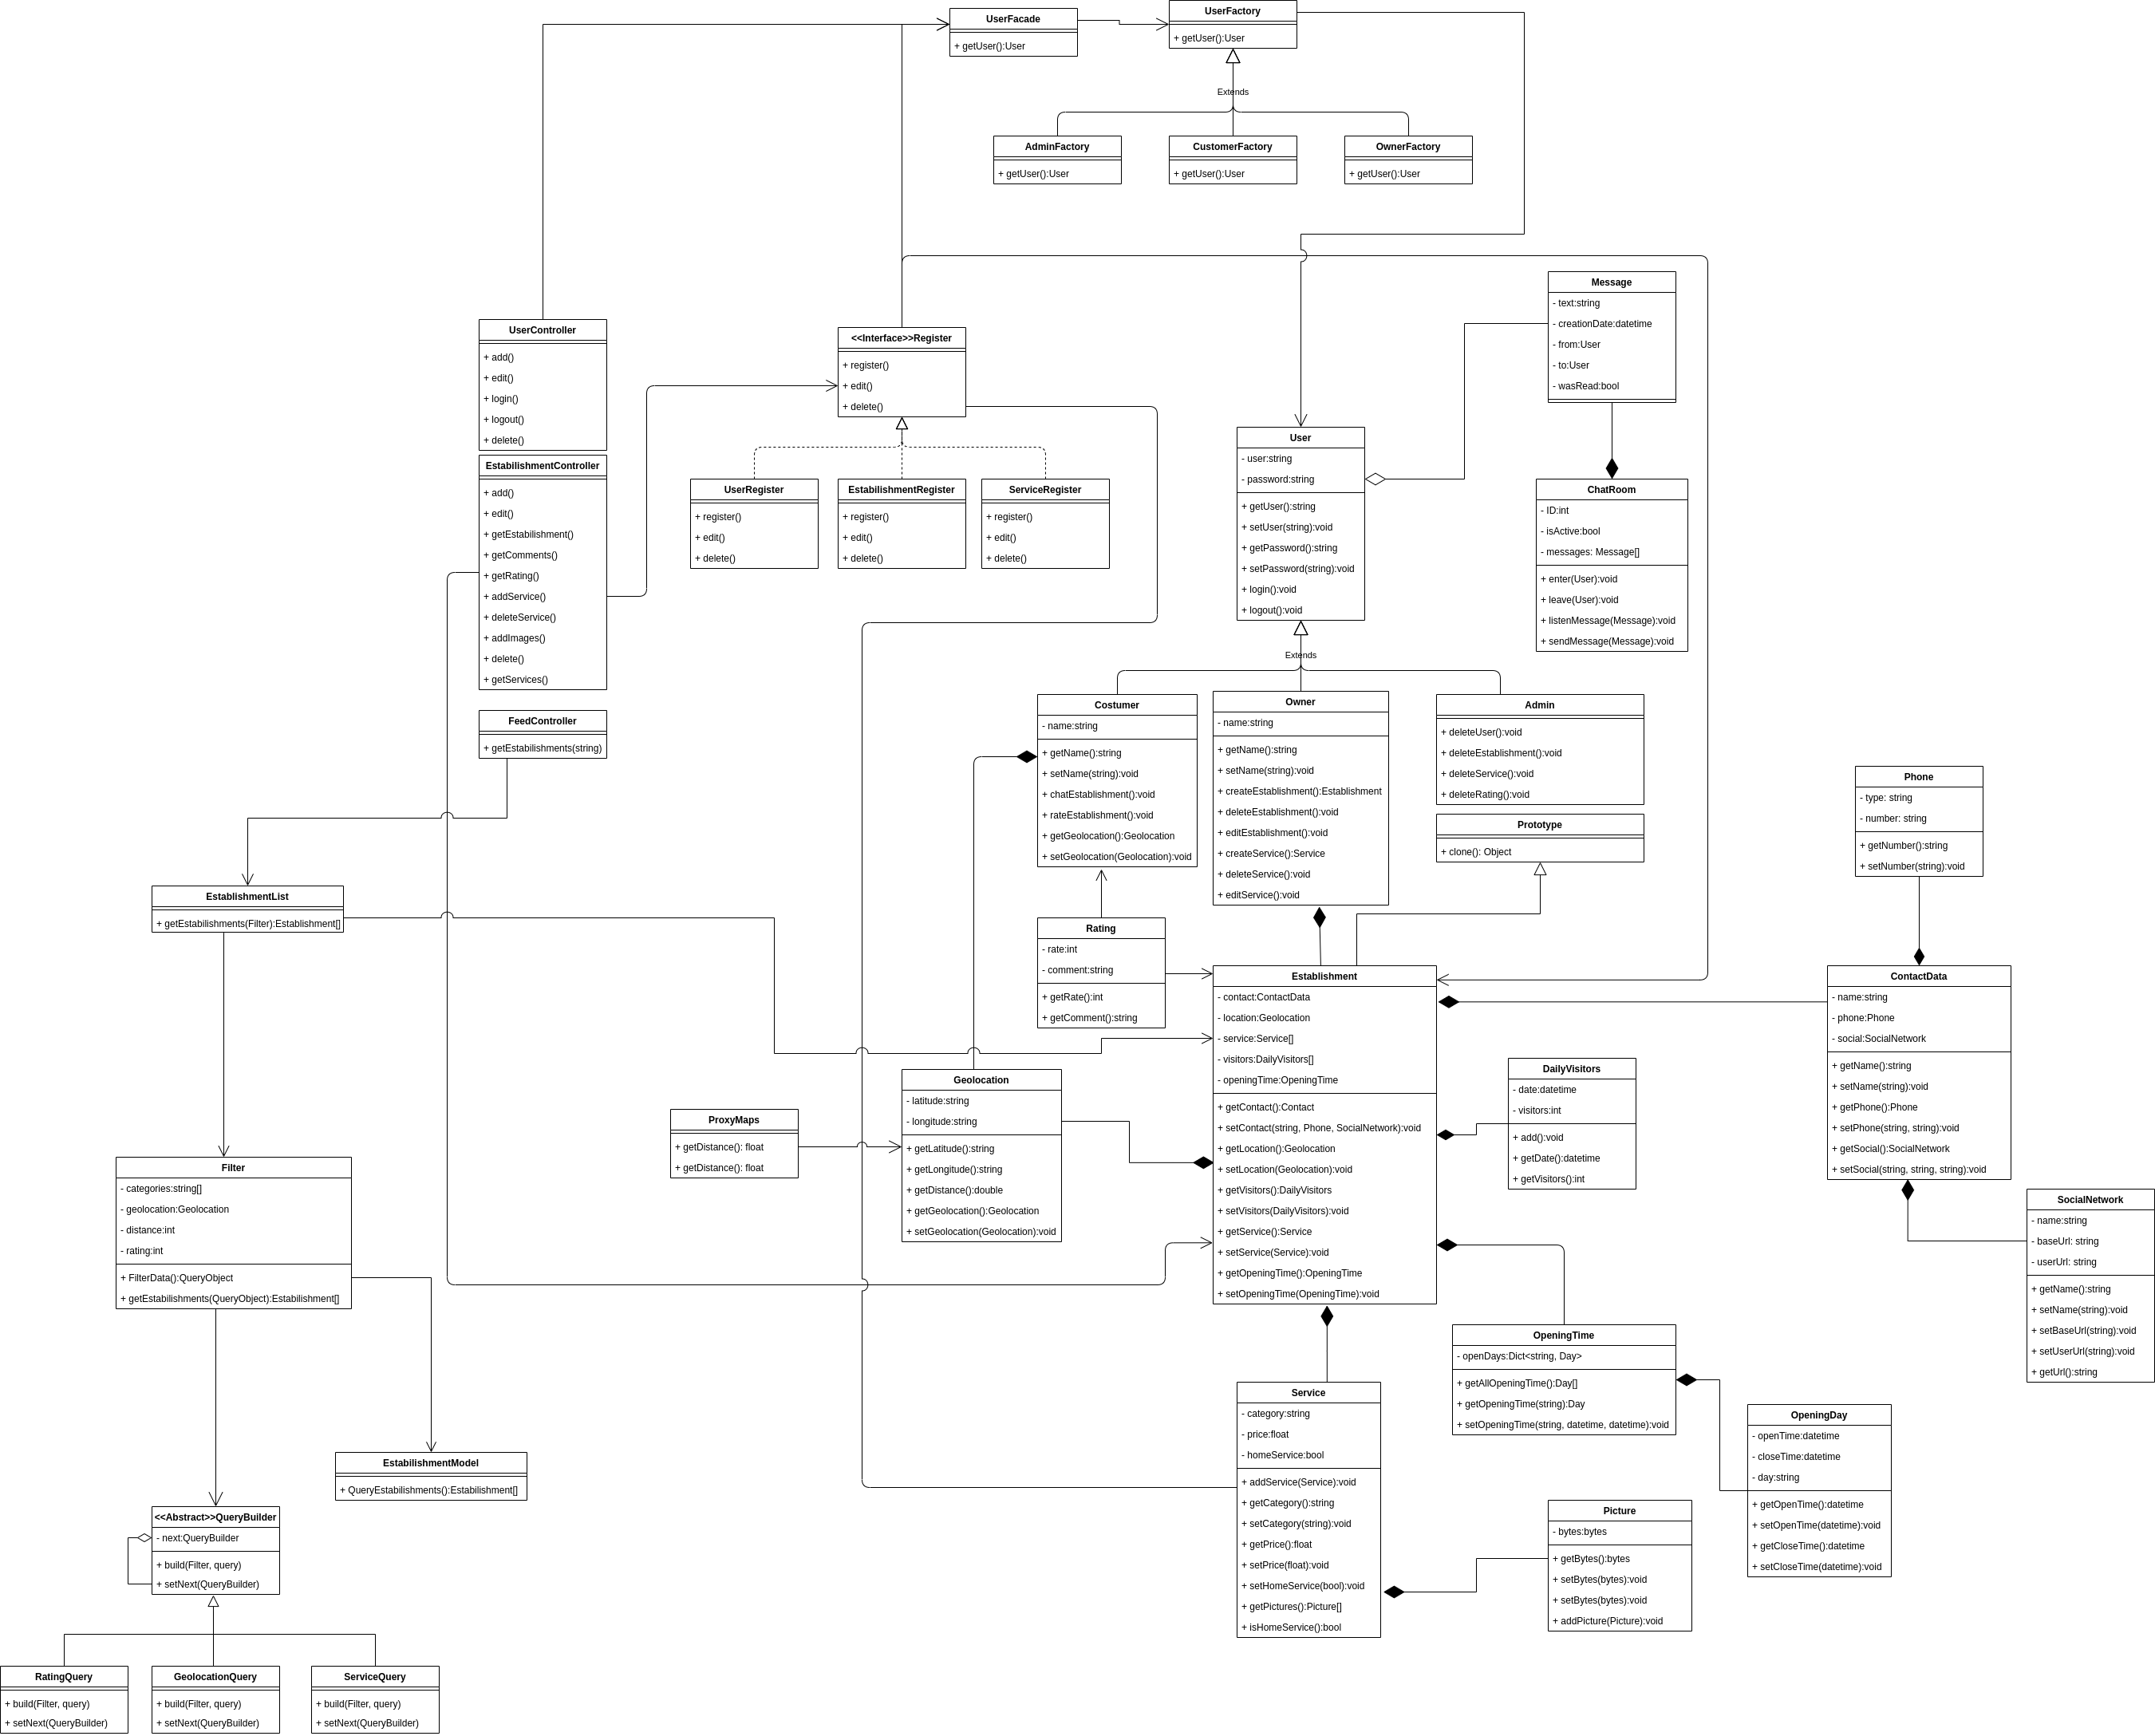 UserFacade
+ getUser():User
UserFactory
+ getUser():User
Extends
AdminFactory
+ getUser():User
CustomerFactory
+ getUser():User
OwnerFactory
+ getUser():User
UserController
+ add()
+ edit()
+ login()
+ logout()
+ delete()
<<Interface>>Register
+ register()
+ edit()
+ delete()
Message
- text:string
- creationDate:datetime
- from:User
- to:User
- wasRead:bool
EstabilishmentController
+ add()
+ edit()
+ getEstabilishment()
+ getComments()
+ getRating()
+ addService()
+ deleteService()
+ addImages()
+ delete()
+ getServices()
UserRegister
+ register()
+ edit()
+ delete()
EstabilishmentRegister
+ register()
+ edit()
+ delete()
ServiceRegister
+ register()
+ edit()
+ delete()
User
- user:string
- password:string
+ getUser():string
+ setUser(string):void
+ getPassword():string
+ setPassword(string):void
+ login():void
+ logout():void
ChatRoom
- ID:int
- isActive:bool
- messages: Message[]
+ enter(User):void
+ leave(User):void
+ listenMessage(Message):void
+ sendMessage(Message):void
Extends
FeedController
+ getEstabilishments(string)
Costumer
- name:string
+ getName():string
+ setName(string):void
+ chatEstablishment():void
+ rateEstablishment():void
+ getGeolocation():Geolocation
+ setGeolocation(Geolocation):void
Owner
- name:string
+ getName():string
+ setName(string):void
+ createEstablishment():Establishment
+ deleteEstablishment():void
+ editEstablishment():void
+ createService():Service
+ deleteService():void
+ editService():void
Admin
+ deleteUser():void
+ deleteEstablishment():void
+ deleteService():void
+ deleteRating():void
Prototype
+ clone(): Object
Phone
- type: string
- number: string
+ getNumber():string
+ setNumber(string):void
EstablishmentList
+ getEstabilishments(Filter):Establishment[]
Rating
- rate:int
- comment:string
+ getRate():int
+ getComment():string
Establishment
- contact:ContactData
- location:Geolocation
- service:Service[]
- visitors:DailyVisitors[]
- openingTime:OpeningTime
+ getContact():Contact
+ setContact(string, Phone, SocialNetwork):void
+ getLocation():Geolocation
+ setLocation(Geolocation):void
+ getVisitors():DailyVisitors
+ setVisitors(DailyVisitors):void
+ getService():Service
+ setService(Service):void
+ getOpeningTime():OpeningTime
+ setOpeningTime(OpeningTime):void
ContactData
- name:string
- phone:Phone
- social:SocialNetwork
+ getName():string
+ setName(string):void
+ getPhone():Phone
+ setPhone(string, string):void
+ getSocial():SocialNetwork
+ setSocial(string, string, string):void
DailyVisitors
- date:datetime
- visitors:int
+ add():void
+ getDate():datetime
+ getVisitors():int
Geolocation
- latitude:string
- longitude:string
+ getLatitude():string
+ getLongitude():string
+ getDistance():double
+ getGeolocation():Geolocation
+ setGeolocation(Geolocation):void
ProxyMaps
+ getDistance(): float
+ getDistance(): float
Filter
- categories:string[]
- geolocation:Geolocation
- distance:int
- rating:int
+ FilterData():QueryObject
+ getEstabilishments(QueryObject):Estabilishment[]
SocialNetwork
- name:string
- baseUrl: string
- userUrl: string
+ getName():string
+ setName(string):void
+ setBaseUrl(string):void
+ setUserUrl(string):void
+ getUrl():string
OpeningTime
- openDays:Dict<string, Day>
+ getAllOpeningTime():Day[]
+ getOpeningTime(string):Day
+ setOpeningTime(string, datetime, datetime):void
Service
- category:string
- price:float
- homeService:bool
+ addService(Service):void
+ getCategory():string
+ setCategory(string):void
+ getPrice():float
+ setPrice(float):void
+ setHomeService(bool):void
+ getPictures():Picture[]
+ isHomeService():bool
OpeningDay
- openTime:datetime
- closeTime:datetime
- day:string
+ getOpenTime():datetime
+ setOpenTime(datetime):void
+ getCloseTime():datetime
+ setCloseTime(datetime):void
EstabilishmentModel
+ QueryEstabilishments():Estabilishment[]
Picture
- bytes:bytes
+ getBytes():bytes
+ setBytes(bytes):void
+ setBytes(bytes):void
+ addPicture(Picture):void
<<Abstract>>QueryBuilder
- next:QueryBuilder
+ build(Filter, query)
+ setNext(QueryBuilder)
RatingQuery
+ build(Filter, query)
+ setNext(QueryBuilder)
GeolocationQuery
+ build(Filter, query)
+ setNext(QueryBuilder)
ServiceQuery
+ build(Filter, query)
+ setNext(QueryBuilder)